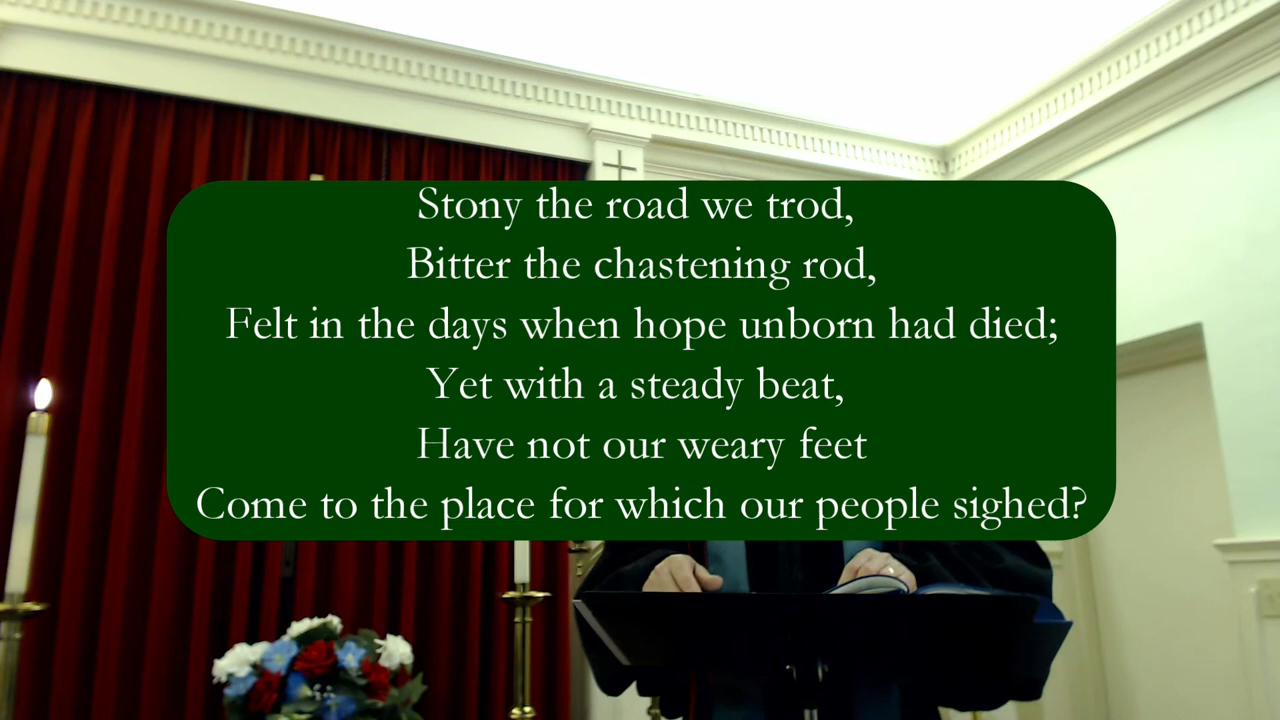 Stony the road we trod,
Bitter the chastening rod,
Felt in the days when hope unborn had died;
Yet with a steady beat,
Have not our weary feet
Come to the place for which our people sighed?